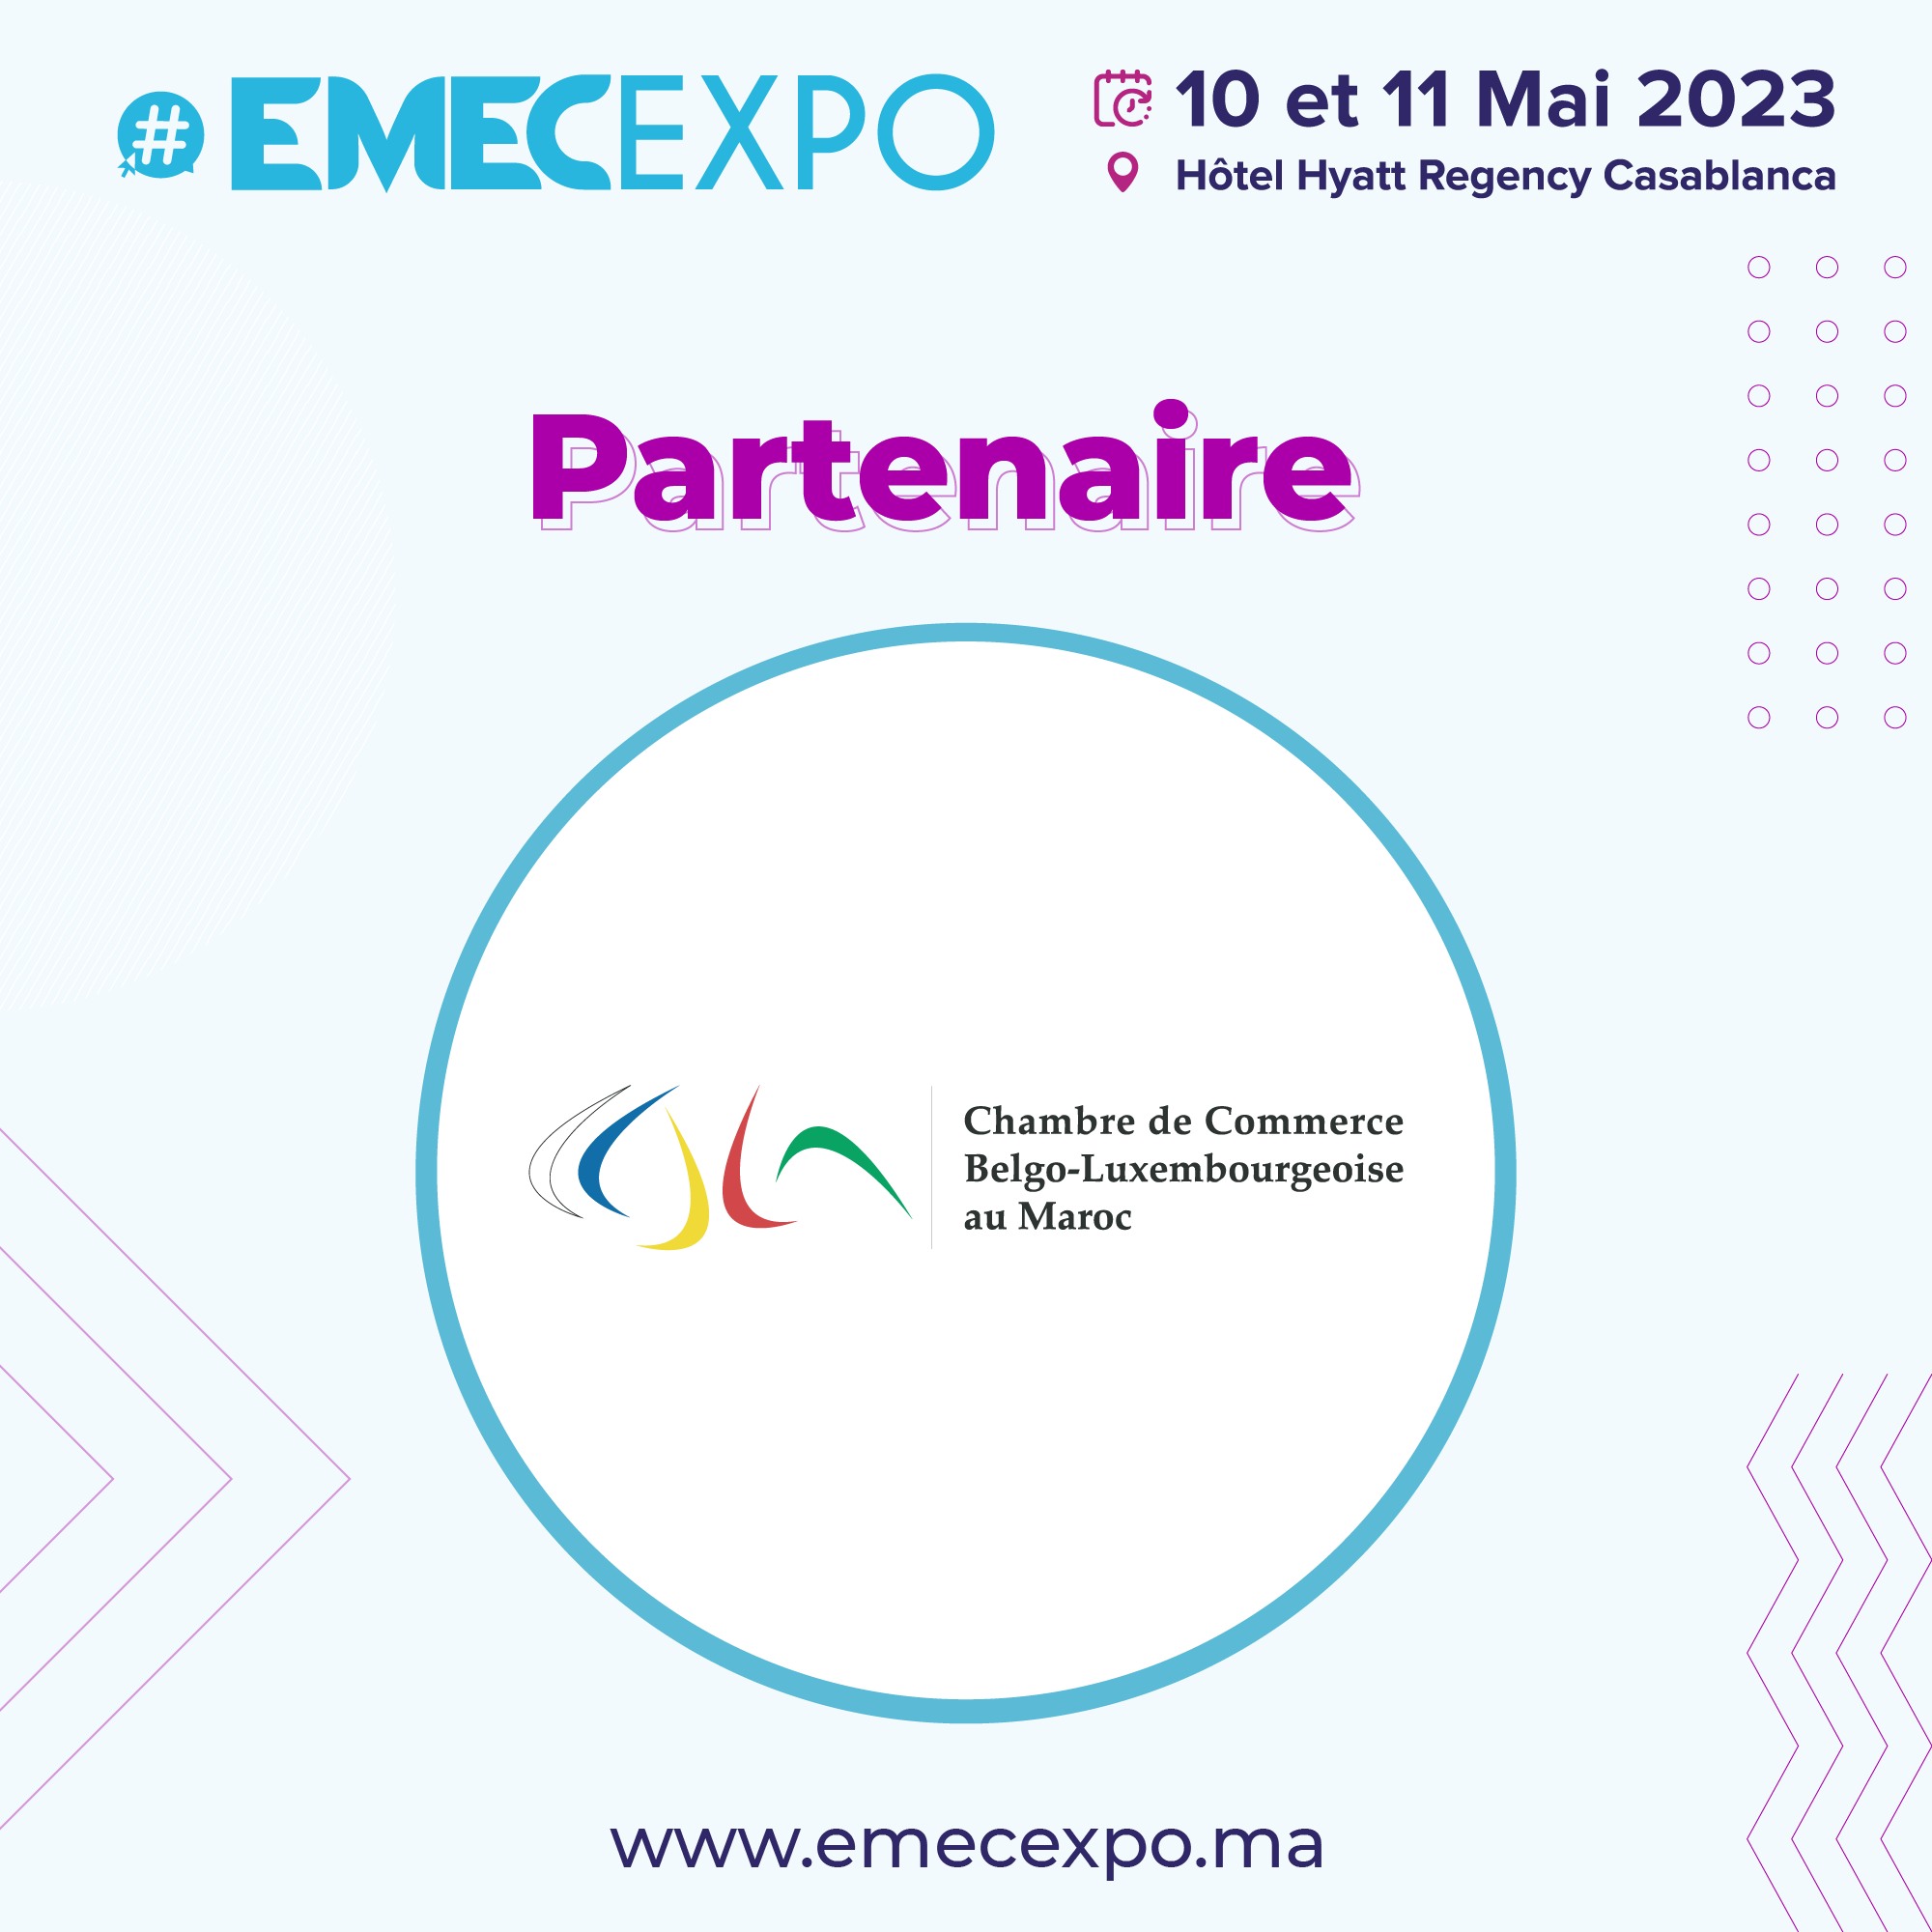 #EMECEXPO
10 et 11 Mai 2023
Hôtel Hyatt Regency Casablanca
Partenaire
Chambre de Commerce
Belgo-Luxembourgeoise
au Maroc
www.emecexpo.ma